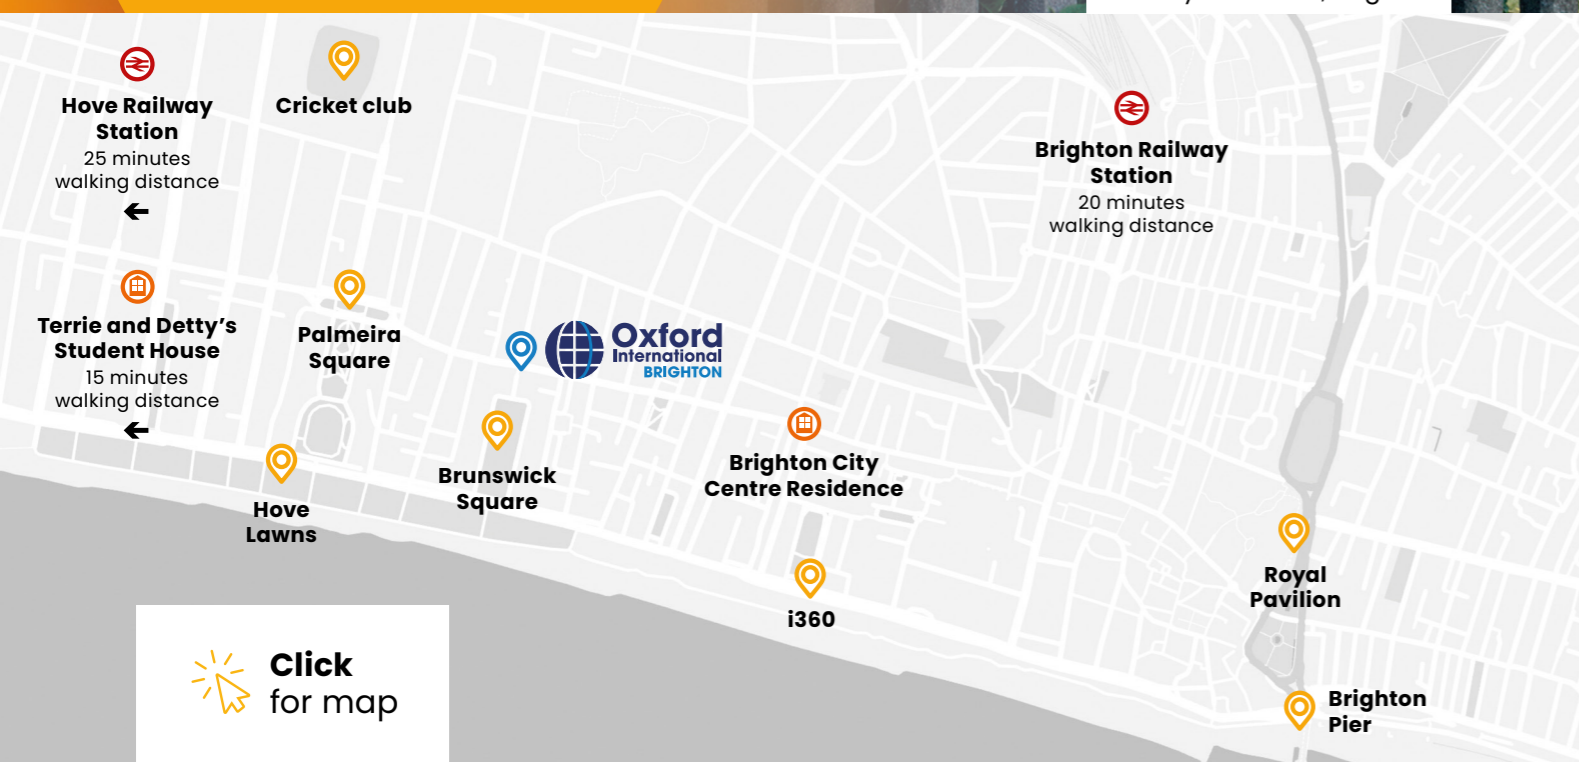 Hove Railway
Station
25 minutes
walking distance
Cricket club
Brighton Railway
Station
20 minutes
walking distance
Terrie and Detty's
Student House
15 minutes
walking distance
Palmeira
Square
Oxford
International
BRIGHTON
Brunswick
Square
Brighton City
Centre Residence
Hove
Lawns
i360
Royal
Pavilion
Click
for map
Brighton
Pier